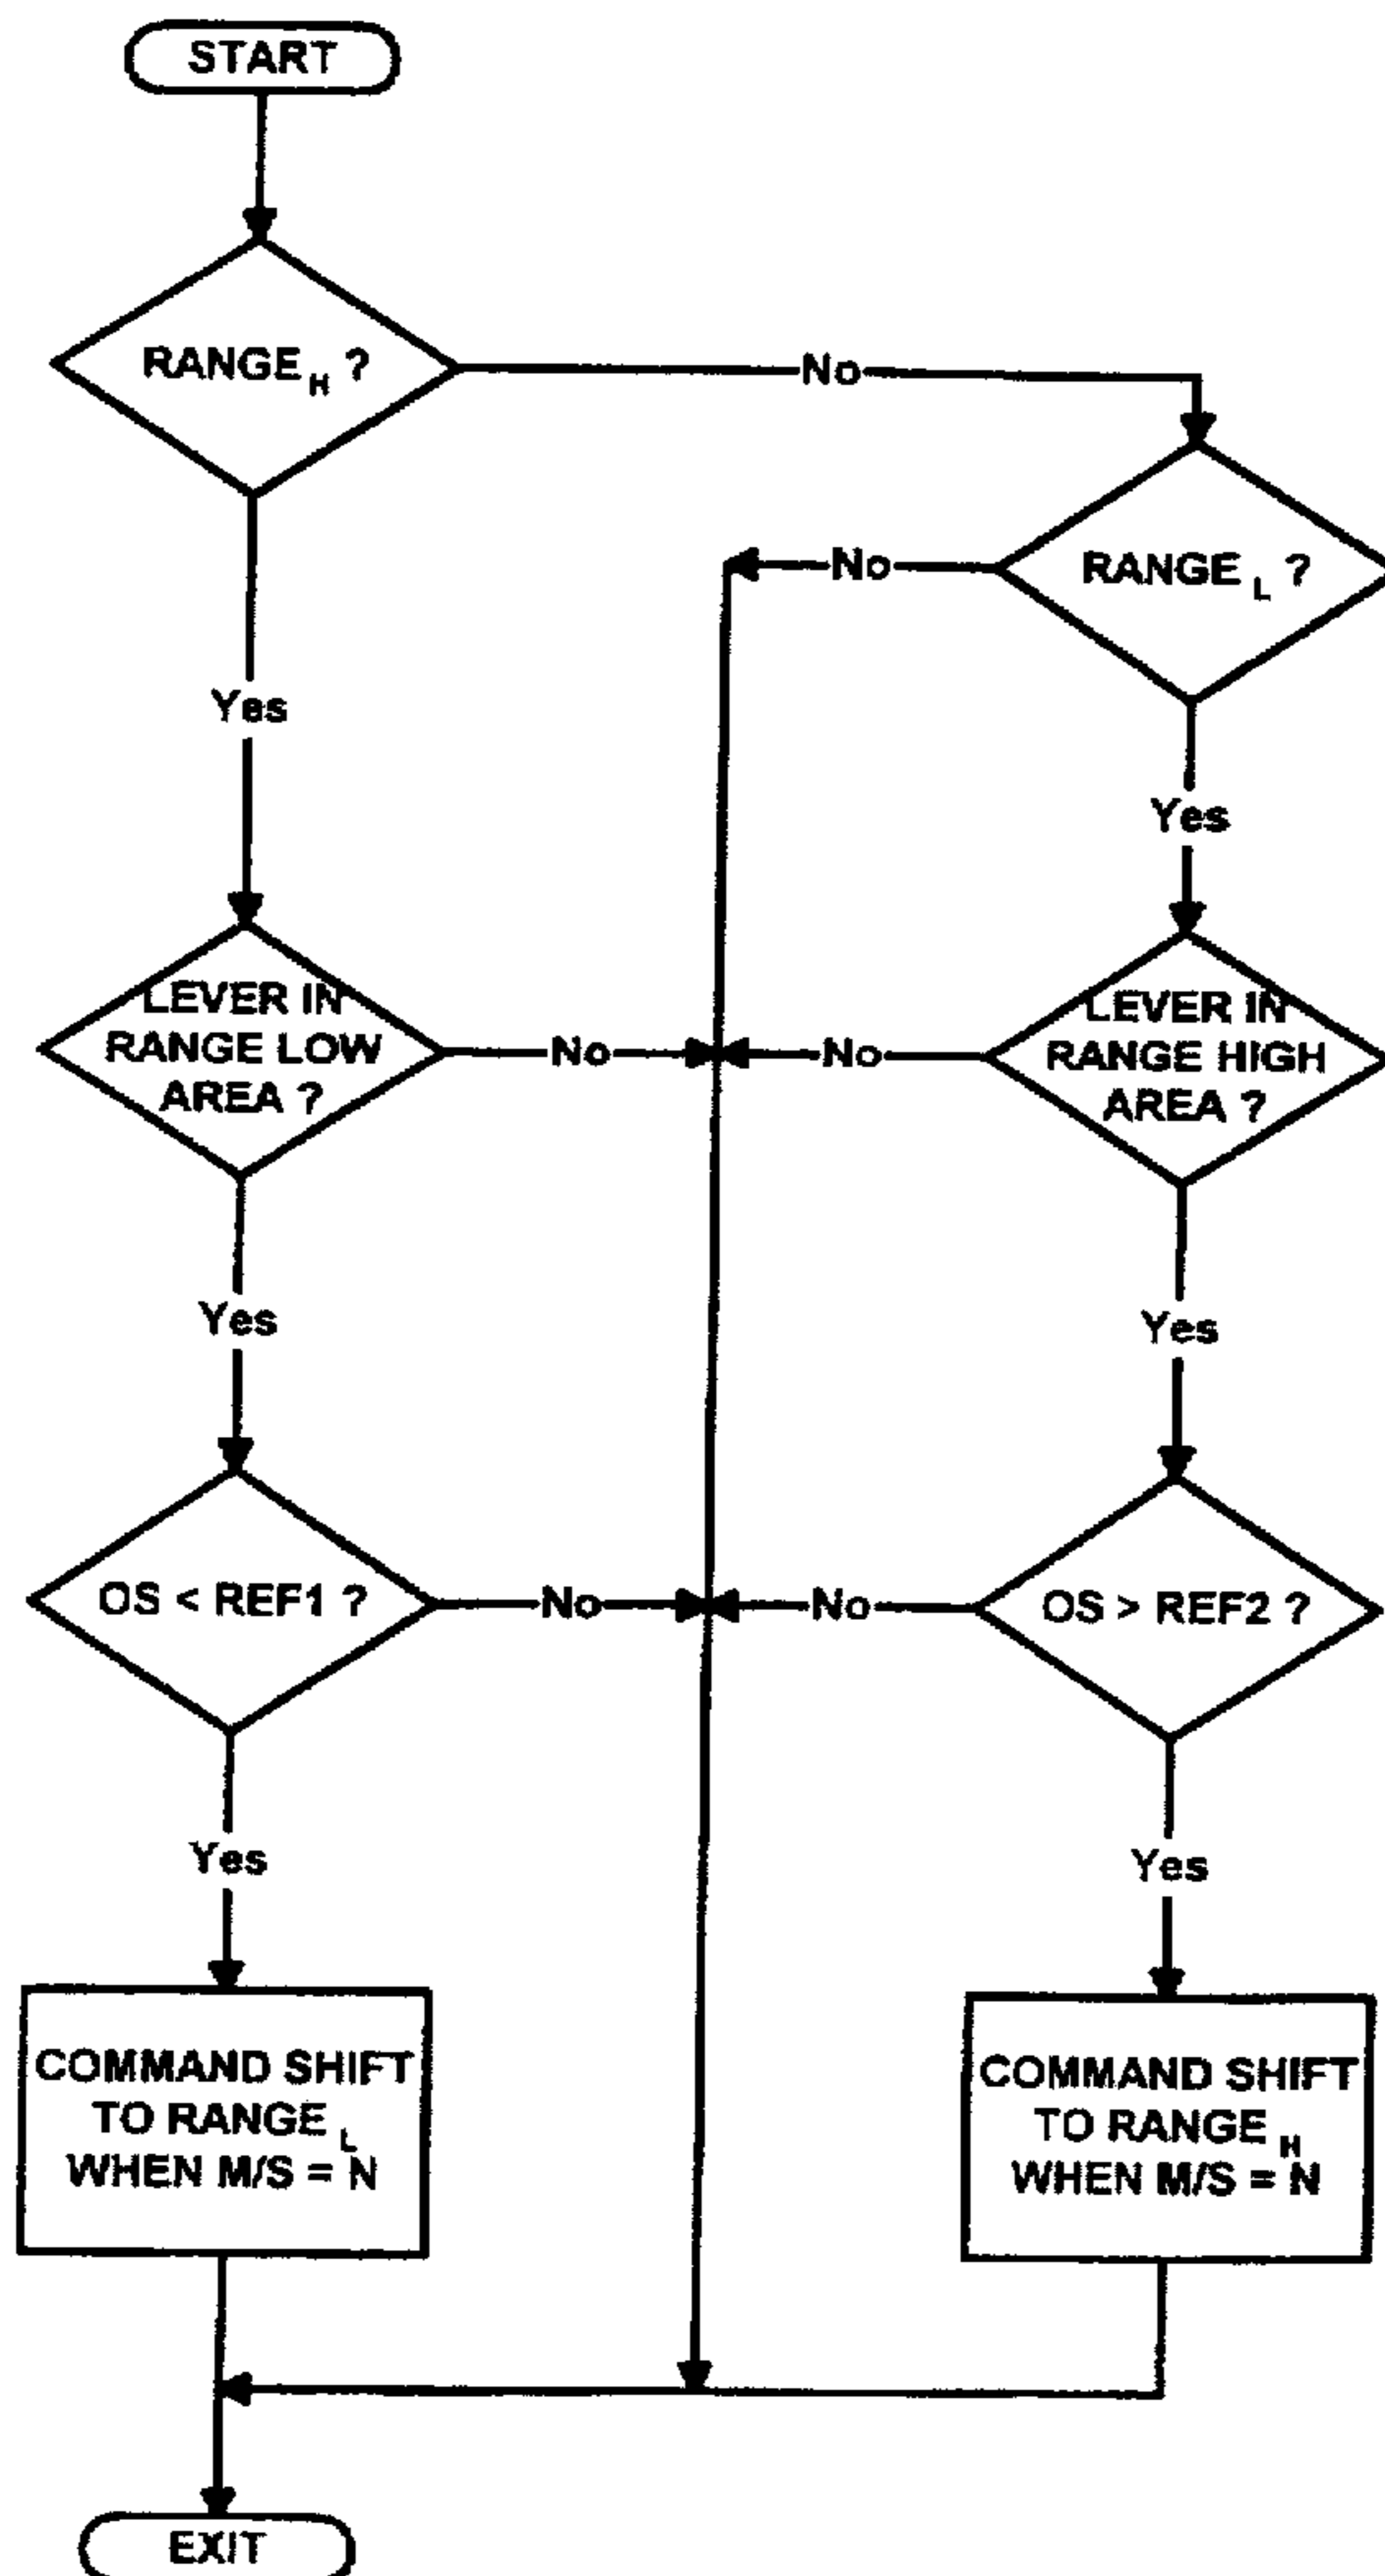 START
RANGE H ?
No
RANGE L ?
No
Yes
Yes
LEVER IN
RANGE LOW
AREA ?
No
No
LEVER IN
RANGE HIGH
AREA ?
Yes
Yes
OS < REF1 ?
No
No
OS > REF2 ?
Yes
Yes
COMMAND SHIFT
TO RANGE L
WHEN M/S = N
COMMAND SHIFT
TO RANGE H
WHEN M/S = N
EXIT